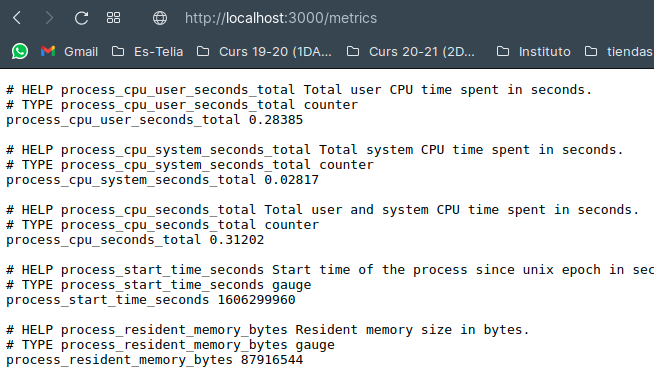 http://localhost:3000/metrics
Gmail Es-Telia Curs 19-20 (1DA... Curs 20-21 (2D... Instituto tiendas
# HELP process_cpu_user_seconds_total Total user CPU time spent in seconds.
# TYPE process_cpu_user_seconds_total counter
process_cpu_user_seconds_total 0.28385
# HELP process_cpu_system_seconds_total Total system CPU time spent in seconds.
# TYPE process_cpu_system_seconds_total counter
process_cpu_system_seconds_total 0.02817
# HELP process_cpu_seconds_total Total user and system CPU time spent in seconds.
# TYPE process_cpu_seconds_total counter
process_cpu_seconds_total 0.31202
# HELP process_start_time_seconds Start time of the process since unix epoch in sec
# TYPE process_start_time_seconds gauge
process_start_time_seconds 1606299960
# HELP process_resident_memory_bytes Resident memory size in bytes.
# TYPE process_resident_memory_bytes gauge
process_resident_memory_bytes 87916544